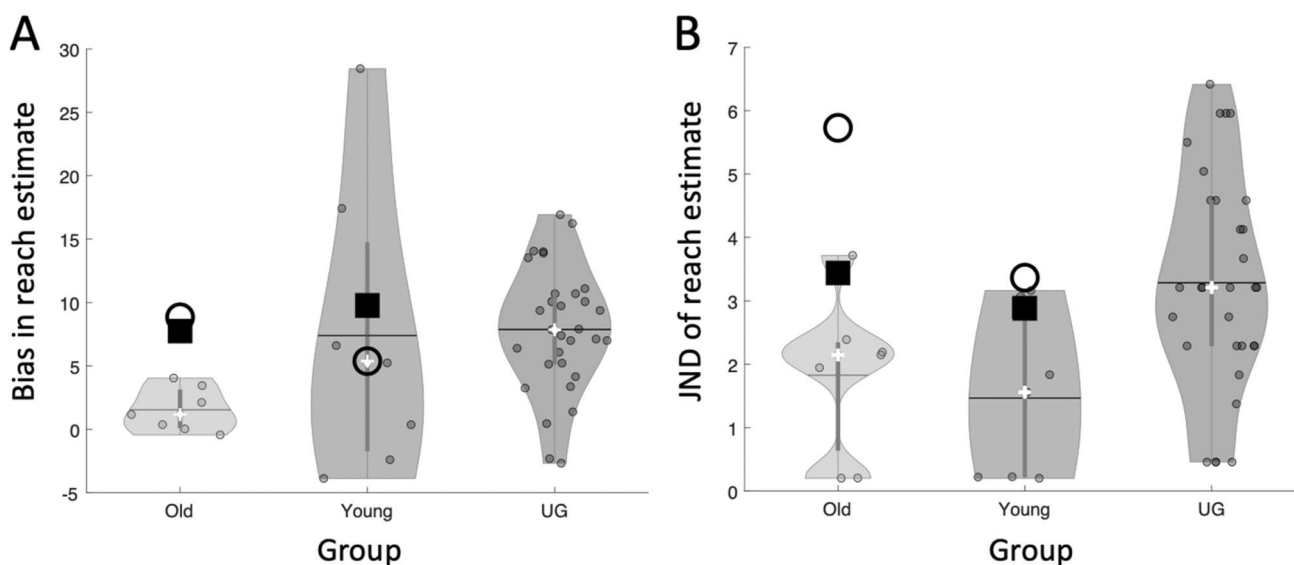 A
Bias in reach estimate
30
25
20
15
10
5
0
-5
Old
Young
UG
Group
B
JND of reach estimate
7
6
5
4
3
2
1
0
Old
Young
UG
Group